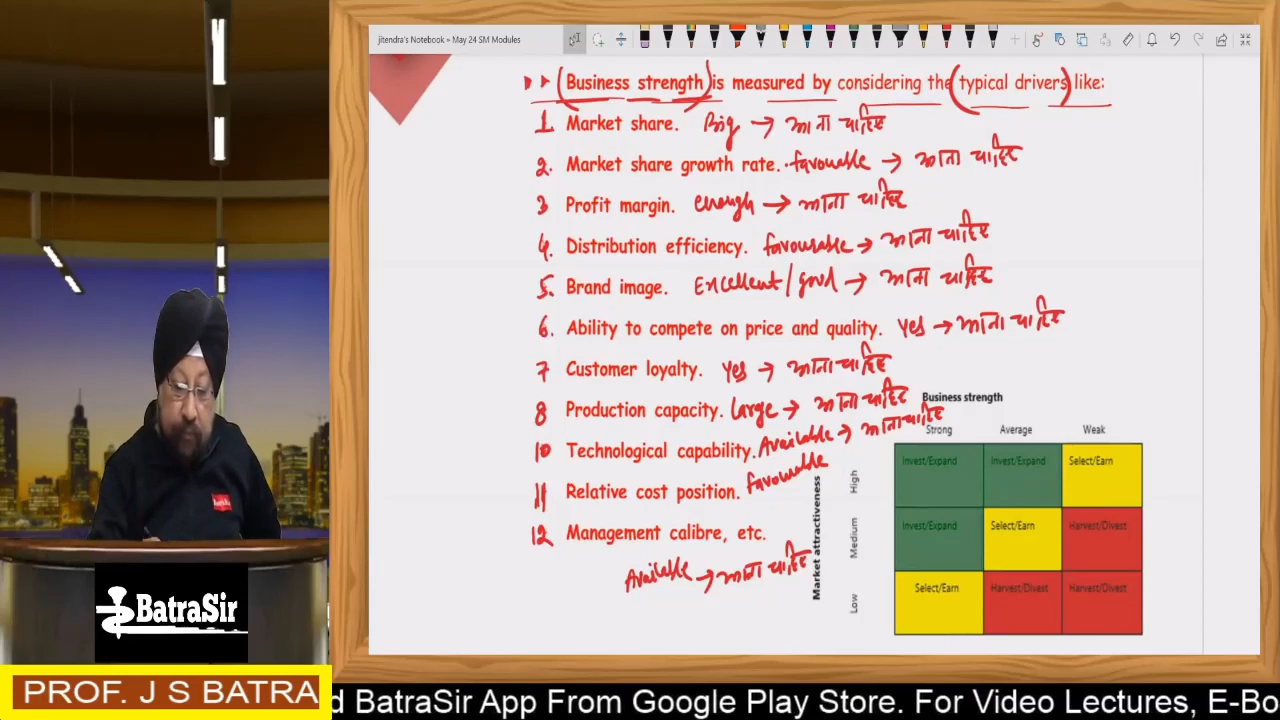 jitendra's Notebook » May 24 SM Modules
Business strength is measured by considering the typical drivers like:
1 Market share. Big → आना चाहिए
2. Market share growth rate. favourable → आना चाहिए
3 Profit margin. enough → आना चाहिए
4. Distribution efficiency. favourable → आना चाहिए
5. Brand image. Excellent/good → आना चाहिए
6. Ability to compete on price and quality. Yes → आना चाहिए
7 Customer loyalty. Yes → आना चाहिए
8 Production capacity. Large → आना चाहिए
10 Technological capability. Available → आना चाहिए
11 Relative cost position. favourable
12 Management calibre, etc.
Available → आना चाहिए
Business strength
Strong Average Weak
Market attractiveness
High Invest/Expand Invest/Expand Select/Earn
Medium Invest/Expand Select/Earn Harvest/Divest
Low Select/Earn Harvest/Divest Harvest/Divest
BatraSir
PROF. J S BATRA
d BatraSir App From Google Play Store. For Video Lectures, E-Bo